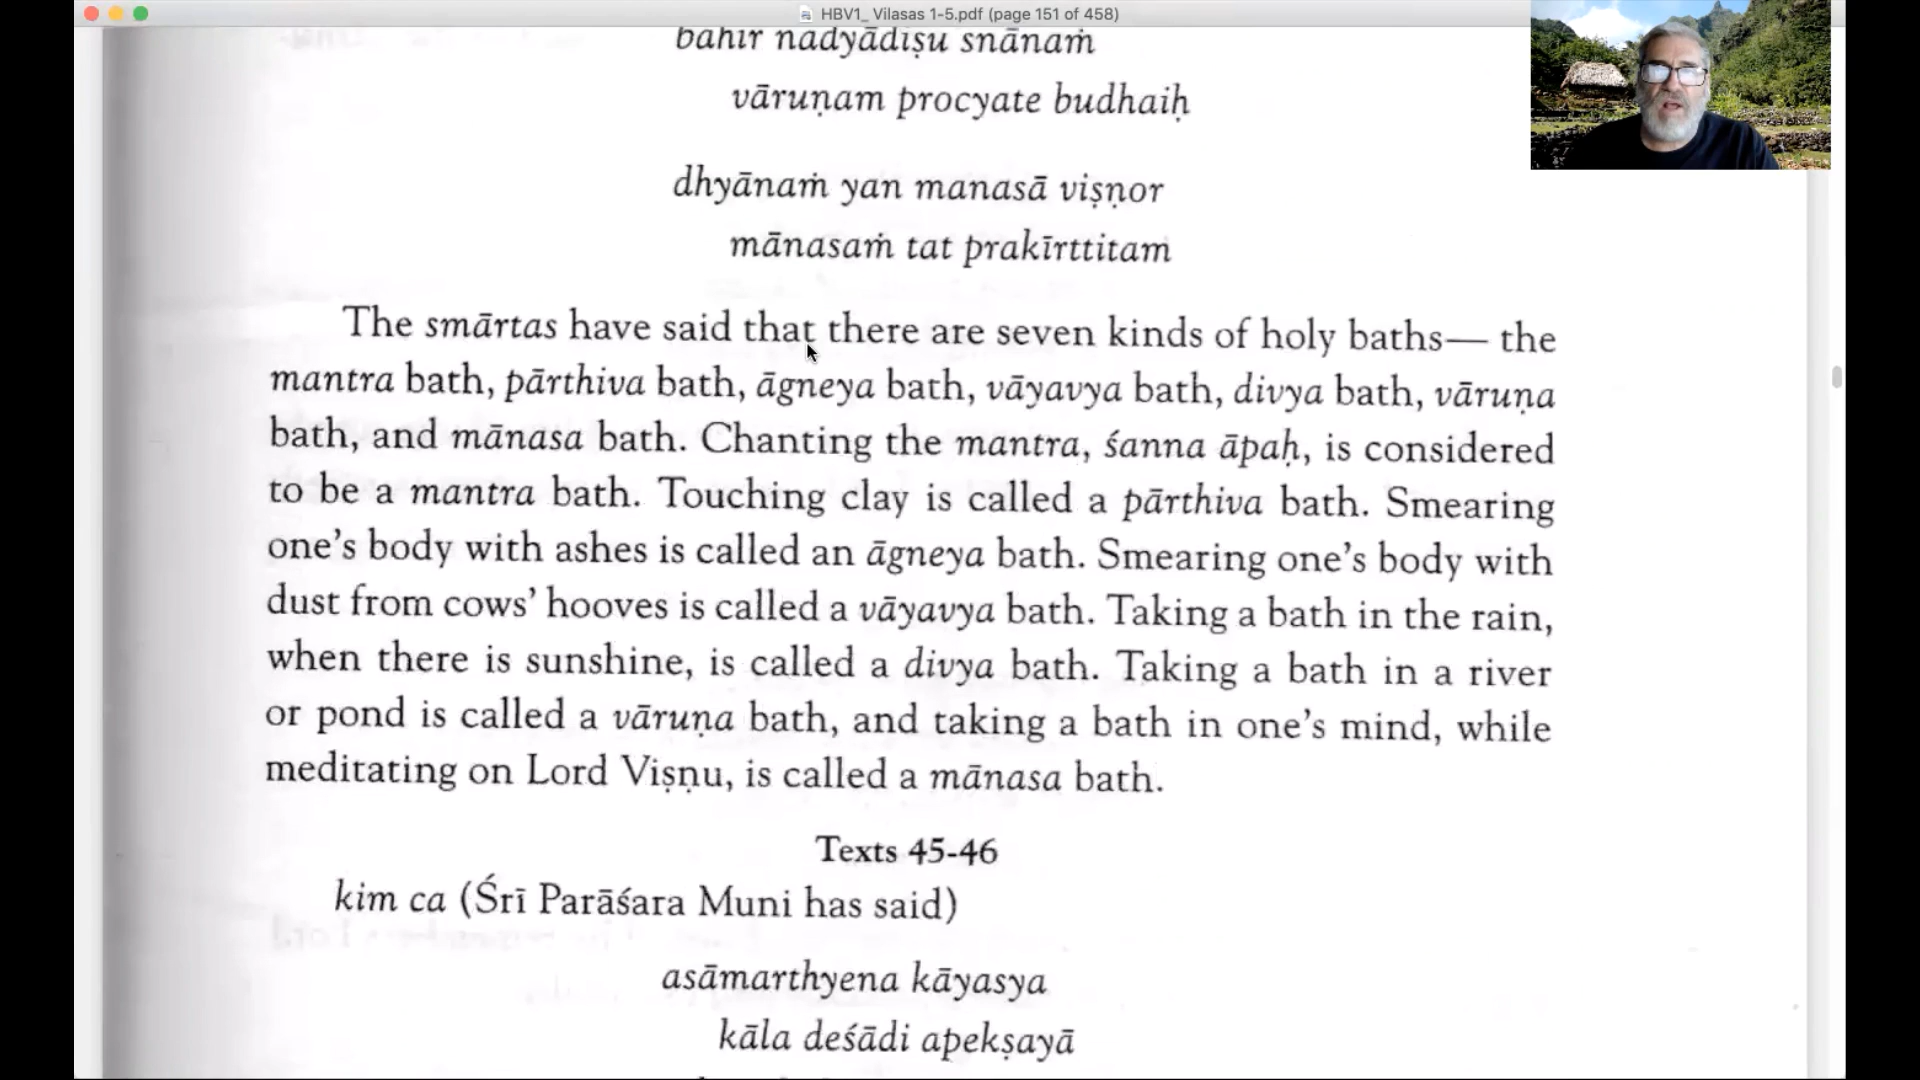 HBV1_ Vilasas 1-5.pdf (page 151 of 458)
bahir nadyādiṣu snānaṁ
vāruṇam procyate budhaiḥ
dhyānaṁ yan manasā viṣṇor
mānasaṁ tat prakīrttitam
The smārtas have said that there are seven kinds of holy baths— the
mantra bath, pārthiva bath, āgneya bath, vāyavya bath, divya bath, vāruṇa
bath, and mānasa bath. Chanting the mantra, śanna āpaḥ, is considered
to be a mantra bath. Touching clay is called a pārthiva bath. Smearing
one's body with ashes is called an āgneya bath. Smearing one's body with
dust from cows' hooves is called a vāyavya bath. Taking a bath in the rain,
when there is sunshine, is called a divya bath. Taking a bath in a river
or pond is called a vāruṇa bath, and taking a bath in one's mind, while
meditating on Lord Viṣṇu, is called a mānasa bath.
Texts 45-46
kim ca (Śrī Parāśara Muni has said)
asāmarthyena kāyasya
kāla deśādi apekṣayā